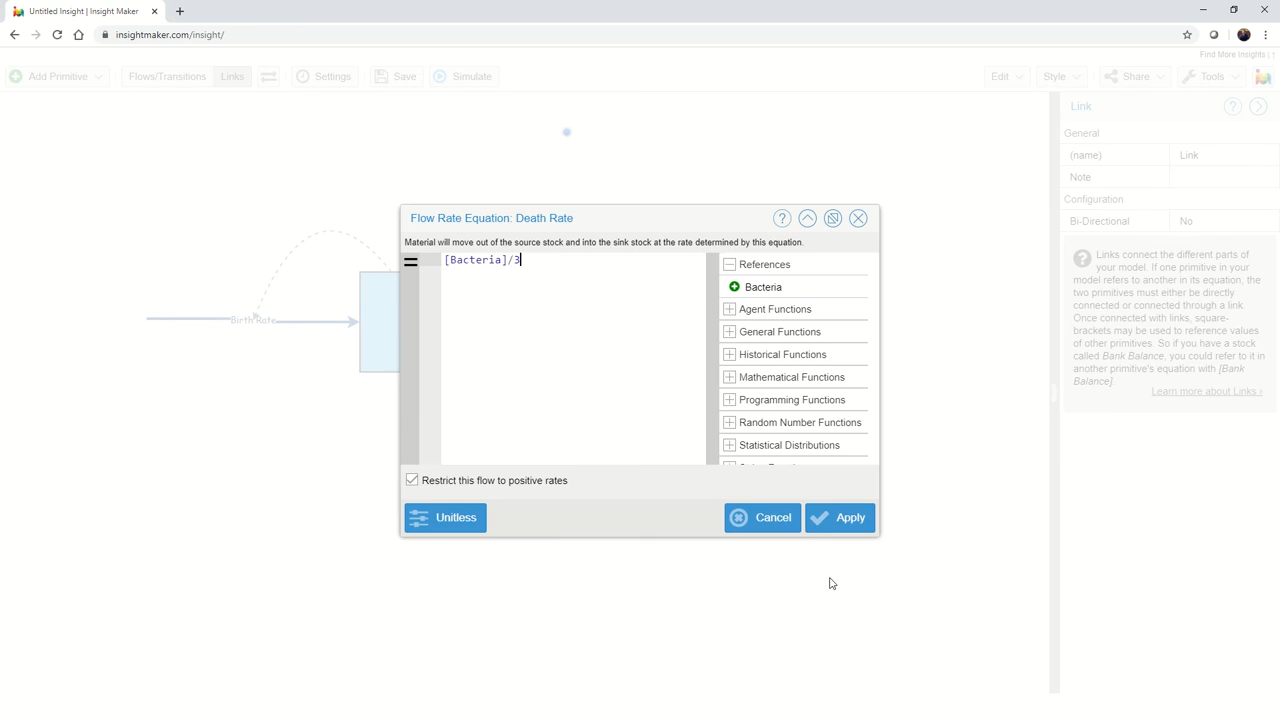 Untitled Insight | Insight Maker
insightmaker.com/insight/
Find More Insights
Add Primitive
Flows/Transitions
Links
Settings
Save
Simulate
Edit
Style
Share
Tools
Link
General
(name) Link
Note
Configuration
Bi-Directional No
Links connect the different parts of
your model. If one primitive in your
model refers to another in its equation, the
two primitives must either be directly
connected or connected through a link.
Once connected with links, square-
brackets may be used to reference values
of other primitives. So if you have a stock
called Bank Balance, you could refer to it in
another primitive's equation with [Bank
Balance].
Learn more about Links ›
Birth Rate
Flow Rate Equation: Death Rate
Material will move out of the source stock and into the sink stock at the rate determined by this equation.
[Bacteria]/3
References
Bacteria
Agent Functions
General Functions
Historical Functions
Mathematical Functions
Programming Functions
Random Number Functions
Statistical Distributions
Restrict this flow to positive rates
Unitless
Cancel
Apply